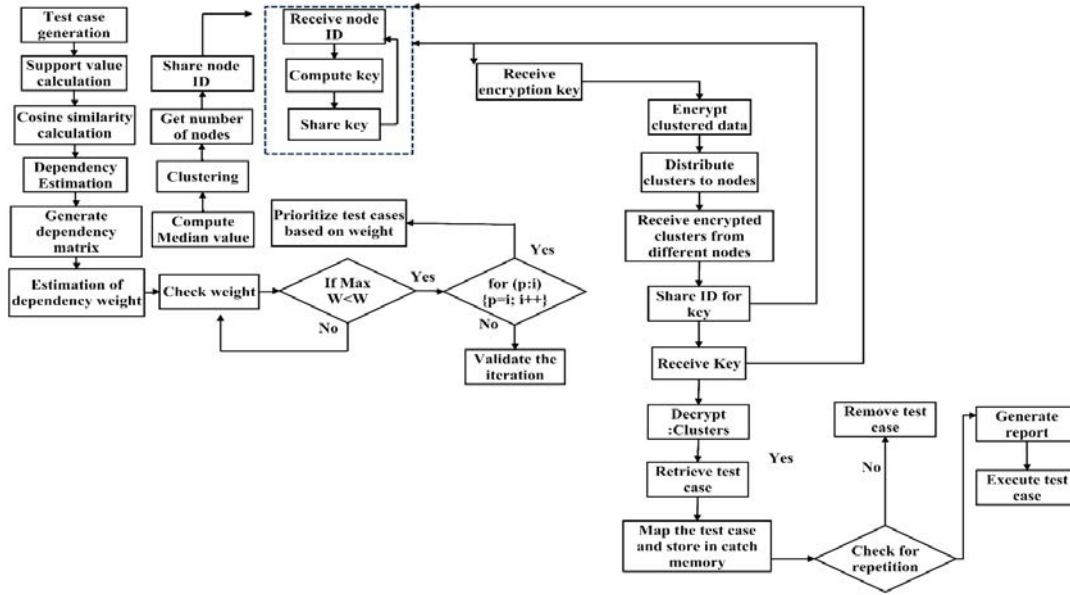 Test case
generation
Support value
calculation
Cosine similarity
calculation
Dependency
Estimation
Generate
dependency
matrix
Estimation of
dependency weight
Share node
ID
Get number
of nodes
Clustering
Compute
Median value
Receive node
ID
Compute key
Share key
Check weight
If Max
W<W
Yes
No
for (p:i)
{p=i; i++}
Yes
No
Prioritize test cases
based on weight
Validate the
iteration
Receive
encryption key
Encrypt
clustered data
Distribute
clusters to nodes
Receive encrypted
clusters from
different nodes
Share ID for
key
Receive Key
Decrypt
:Clusters
Retrieve test
case
Map the test case
and store in catch
memory
Yes
Check for
repetition
No
Remove test
case
Generate
report
Execute test
case